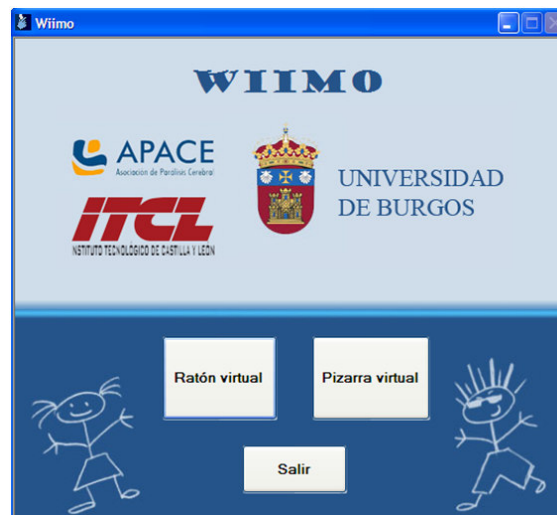 Wiimo
WIIMO
APACE
Asociación de Parálisis Cerebral
ITCL
INSTITUTO TECNOLÓGICO DE CASTILLA Y LEÓN
UNIVERSIDAD
DE BURGOS
Ratón virtual
Pizarra virtual
Salir